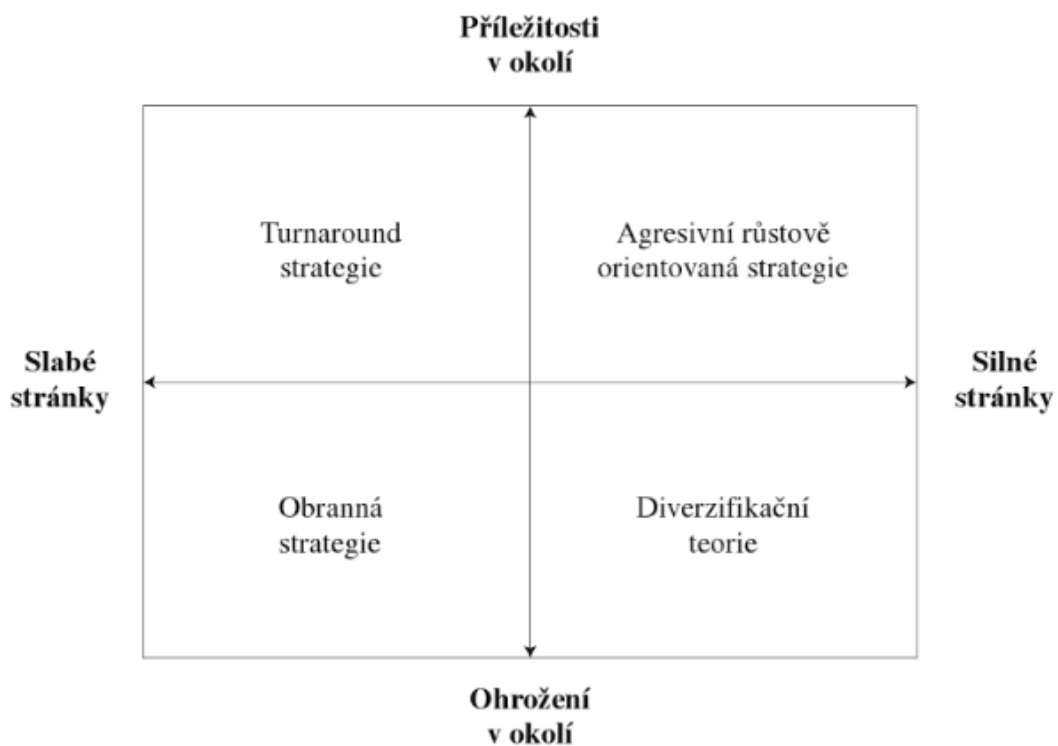 Příležitosti
v okolí
Turnaround
strategie
Agresivní růstově
orientovaná strategie
Slabé
stránky
Silné
stránky
Obranná
strategie
Diverzifikační
teorie
Ohrožení
v okolí